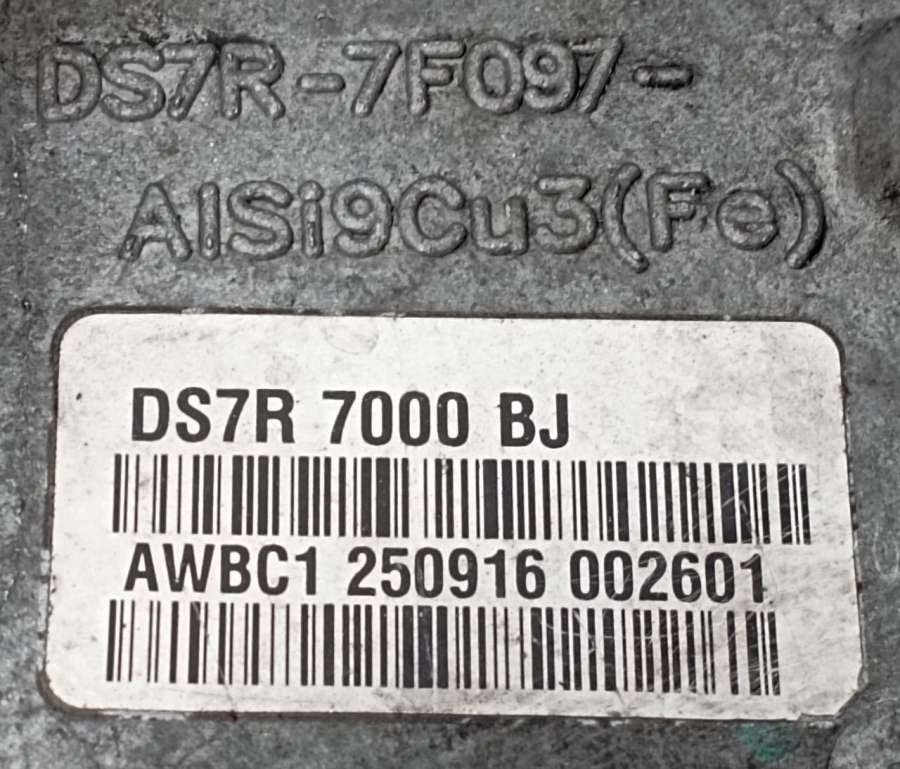 DS7R-7F097-
AlSi9Cu3(Fe)
DS7R 7000 BJ
AWBC1 250916 002601